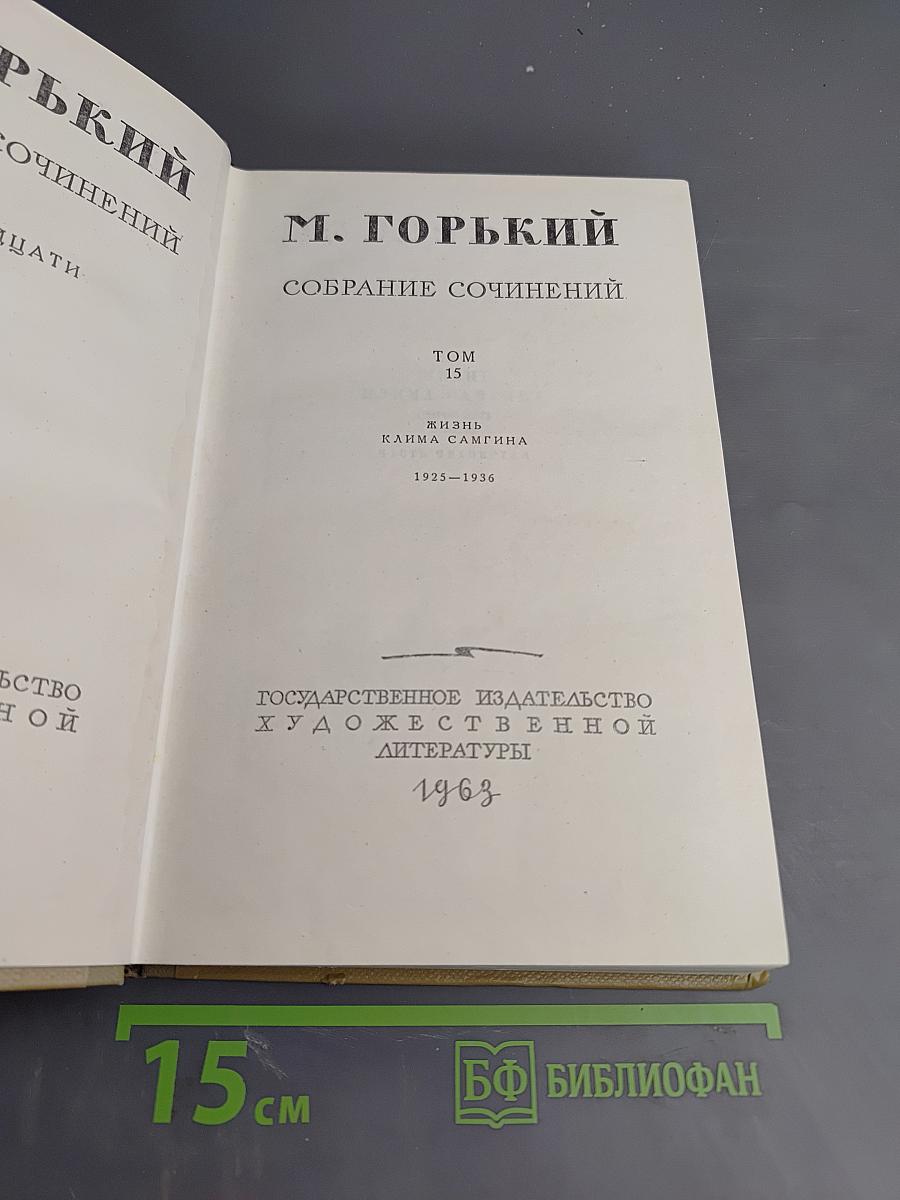 РЬКИЙ
СОЧИНЕНИЙ
ДЦАТИ
ЬСТВО
НОЙ
М. ГОРЬКИЙ
СОБРАНИЕ СОЧИНЕНИЙ
ТОМ
15
ЖИЗНЬ
КЛИМА САМГИНА
1925—1936
ГОСУДАРСТВЕННОЕ ИЗДАТЕЛЬСТВО
ХУДОЖЕСТВЕННОЙ
ЛИТЕРАТУРЫ
1963
15 СМ
БФ БИБЛИОФАН